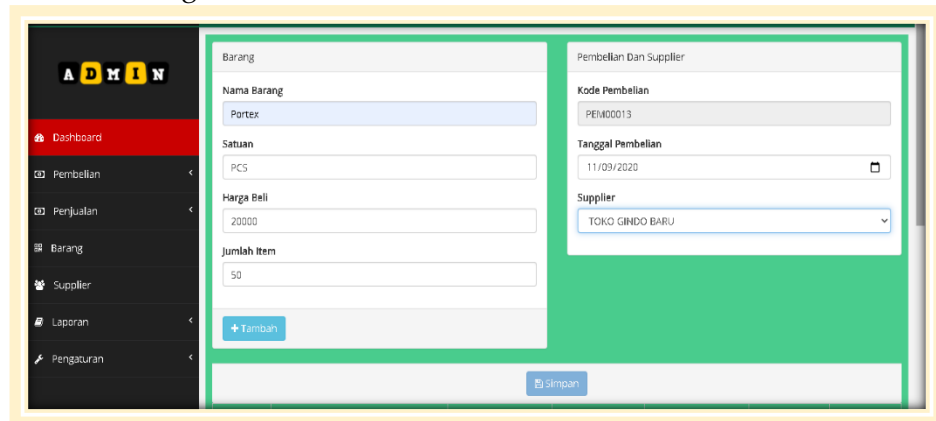 ADMIN
Dashboard
Pembelian
Penjualan
Barang
Supplier
Laporan
Pengaturan
Barang
Nama Barang
Portex
Satuan
PCS
Harga Beli
20000
Jumlah Item
50
+ Tambah
Pembelian Dan Supplier
Kode Pembelian
PEM00013
Tanggal Pembelian
11/09/2020
Supplier
TOKO GINDO BARU
Simpan